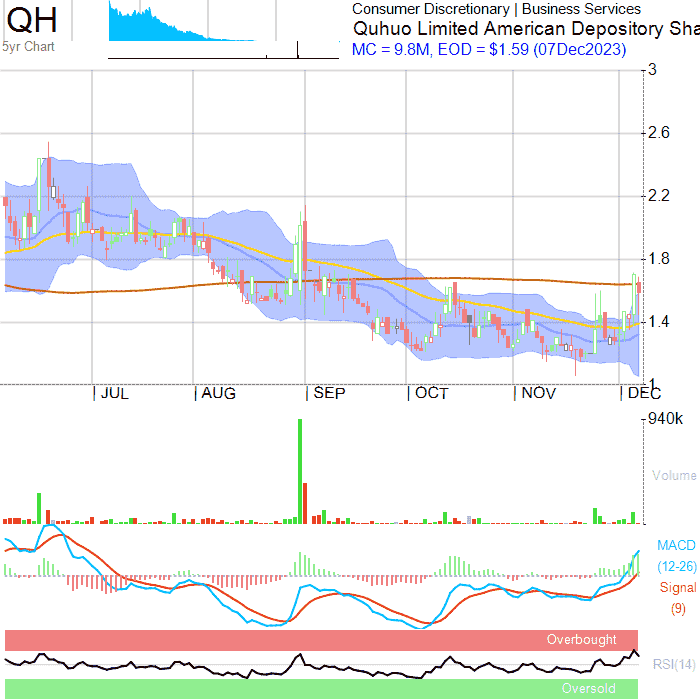 QH
5yr Chart
Consumer Discretionary | Business Services
Quhuo Limited American Depository Sha
MC = 9.8M, EOD = $1.59 (07Dec2023)
3
2.6
2.2
1.8
1.4
1
JUL AUG SEP OCT NOV DEC
940k
Volume
MACD
(12-26)
Signal
(9)
Overbought
RSI(14)
Oversold